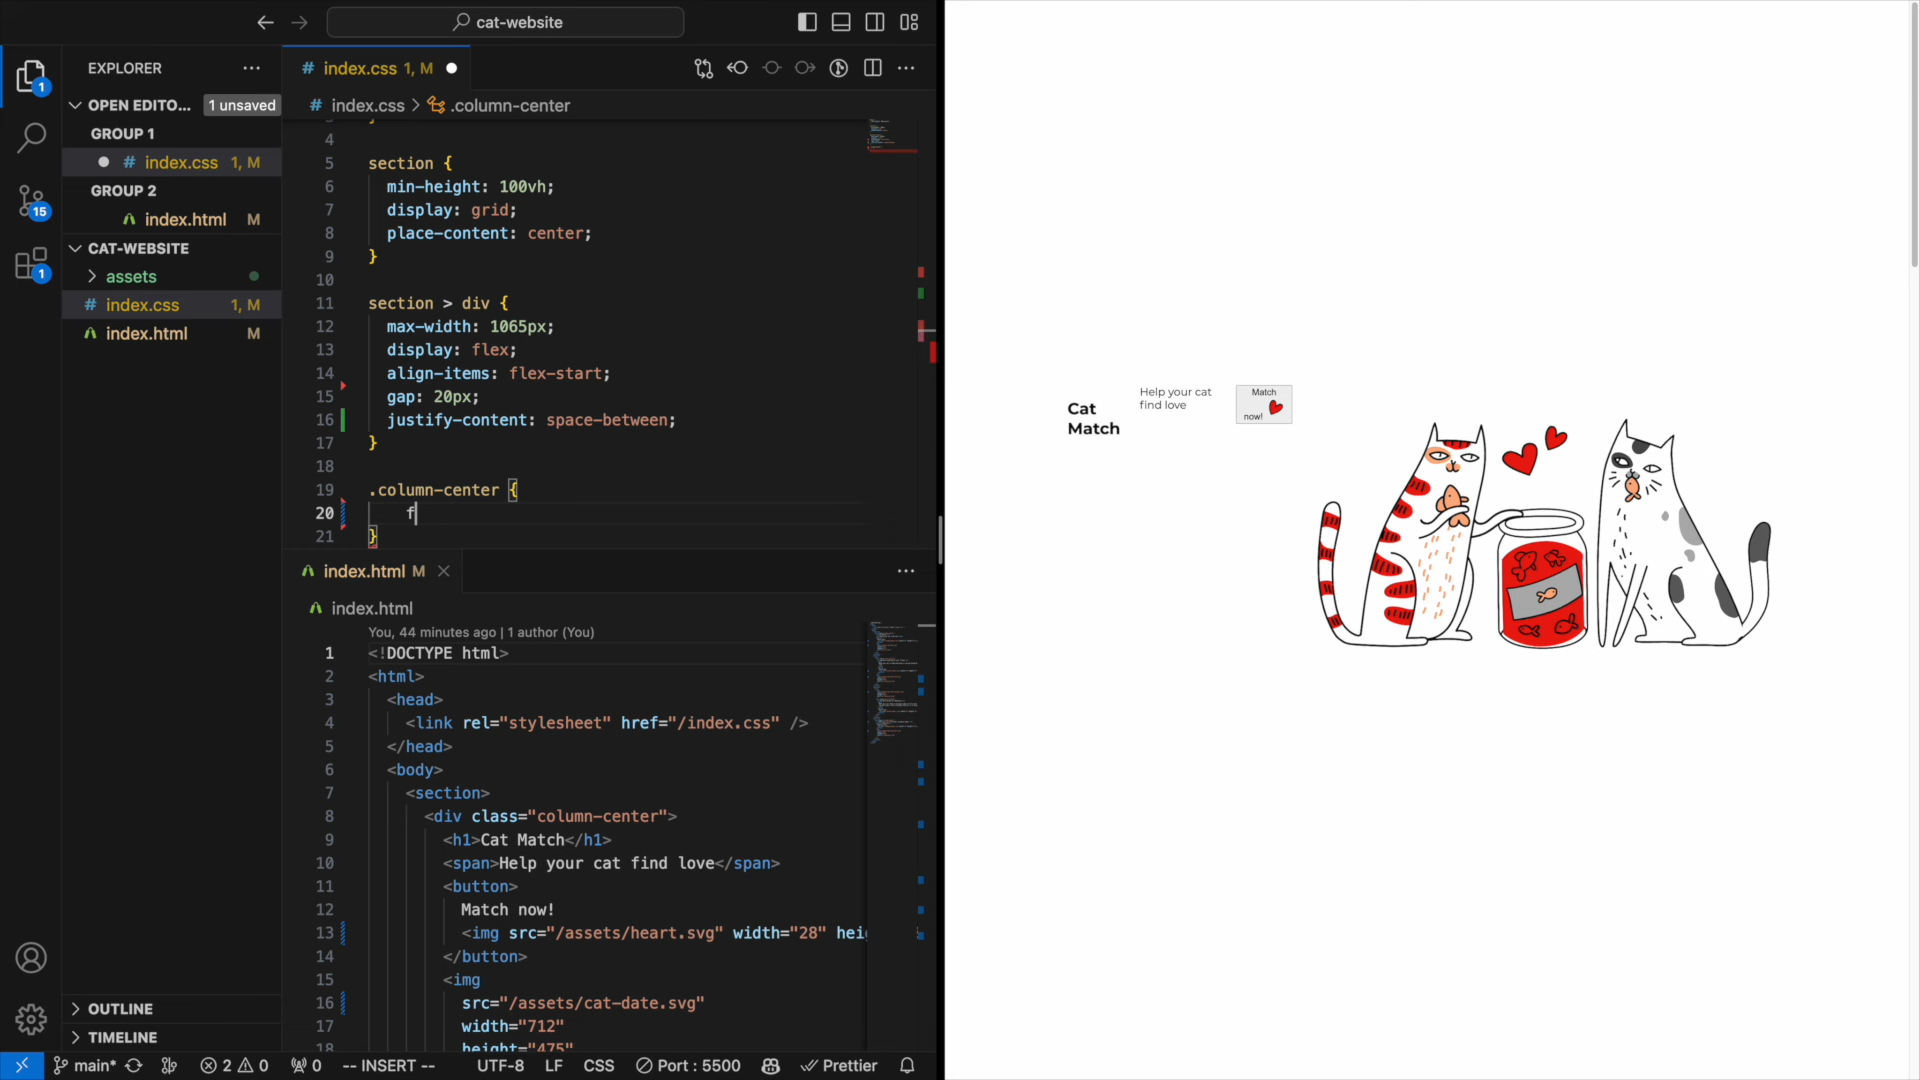 cat-website
EXPLORER
OPEN EDITO... 1 unsaved
GROUP 1
# index.css 1, M
GROUP 2
index.html M
CAT-WEBSITE
assets
# index.css 1, M
index.html M
OUTLINE
TIMELINE
# index.css 1, M
# index.css > .column-center
4
5 section {
6 min-height: 100vh;
7 display: grid;
8 place-content: center;
9 }
10
11 section > div {
12 max-width: 1065px;
13 display: flex;
14 align-items: flex-start;
15 gap: 20px;
16 justify-content: space-between;
17 }
18
19 .column-center {
20 f
21 }
index.html M
index.html
You, 44 minutes ago | 1 author (You)
1 <!DOCTYPE html>
2 <html>
3 <head>
4 <link rel="stylesheet" href="/index.css" />
5 </head>
6 <body>
7 <section>
8 <div class="column-center">
9 <h1>Cat Match</h1>
10 <span>Help your cat find love</span>
11 <button>
12 Match now!
13 <img src="/assets/heart.svg" width="28" hei
14 </button>
15 <img
16 src="/assets/cat-date.svg"
17 width="712"
18 height="475"
1
15
1
main* 2 0 0 -- INSERT -- UTF-8 LF CSS Port : 5500 Prettier
Cat
Match
Help your cat
find love
Match
now!